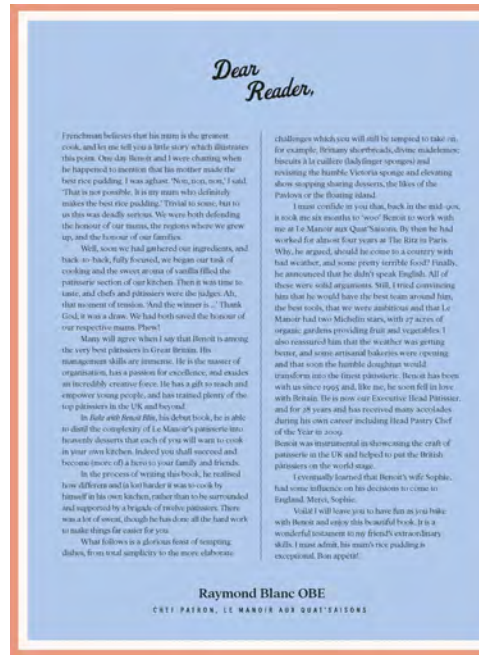 Dear
Reader,
Frenchman believes that his mum is the greatest
cook, and let me tell you a little story which illustrates
this point. One day Benoit and I were chatting when
he happened to mention that his mother made the
best rice pudding. I was aghast. 'Non, non, non,' I said.
'That is not possible. It is my mum who definitely
makes the best rice pudding.' Trivial to some, but to
us this was deadly serious. We were both defending
the honour of our mums, the regions where we grew
up, and the honour of our families.
Well, soon we had gathered our ingredients, and
back-to-back, fully focused, we began our task of
cooking and the sweet aroma of vanilla filled the
patisserie section of our kitchen. Then it was time to
taste, and chefs and pâtissiers were the judges. Ah,
that moment of tension. 'And the winner is...' Thank
God, it was a draw. We had both saved the honour of
our respective mums. Phew!
Many will agree when I say that Benoit is among
the very best pâtissiers in Great Britain. His
management skills are immense. He is the master of
organisation, has a passion for excellence, and exudes
an incredibly creative force. He has a gift to teach and
empower young people, and has trained plenty of the
top pâtissiers in the UK and beyond.
In Bake with Benoit Blin, his debut book, he is able
to distil the complexity of Le Manoir's patisserie into
heavenly desserts that each of you will want to cook
in your own kitchen. Indeed you shall succeed and
become (more of) a hero to your family and friends.
In the process of writing this book, he realised
how different and (a lot) harder it was to cook by
himself in his own kitchen, rather than to be surrounded
and supported by a brigade of twelve pâtissiers. There
was a lot of sweat, though he has done all the hard work
to make things far easier for you.
What follows is a glorious feast of tempting
dishes, from total simplicity to the more elaborate
challenges which you will still be tempted to take on,
for example, Brittany shortbreads, divine madeleines,
biscuits à la cuillère (ladyfinger sponges) and
revisiting the humble Victoria sponge and elevating
show stopping sharing desserts, the likes of the
Pavlova or the floating island.
I must confide in you that, back in the mid-90s,
it took me six months to 'woo' Benoit to work with
me at Le Manoir aux Quat'Saisons. By then he had
worked for almost four years at The Ritz in Paris.
Why, he argued, should he come to a country with
bad weather, and some pretty terrible food? Finally,
he announced that he didn't speak English. All of
these were solid arguments. Still, I tried convincing
him that he would have the best team around him,
the best tools, that we were ambitious and that Le
Manoir had two Michelin stars, with 27 acres of
organic gardens providing fruit and vegetables. I
also reassured him that the weather was getting
better, and some artisanal bakeries were opening
and that soon the humble doughnut would
transform into the finest pâtisserie. Benoit has been
with us since 1995 and, like me, he soon fell in love
with Britain. He is now our Executive Head Pâtissier,
and for 28 years and has received many accolades
during his own career including Head Pastry Chef
of the Year in 2009.
Benoit was instrumental in showcasing the craft of
patisserie in the UK and helped to put the British
pâtissiers on the world stage.
I eventually learned that Benoit's wife Sophie,
had some influence on his decisions to come to
England. Merci, Sophie.
Voilà! I will leave you to have fun as you bake
with Benoit and enjoy this beautiful book. It is a
wonderful testament to my friend's extraordinary
skills. I must admit, his mum's rice pudding is
exceptional. Bon appétit!
Raymond Blanc OBE
CHEF PATRON, LE MANOIR AUX QUAT'SAISONS